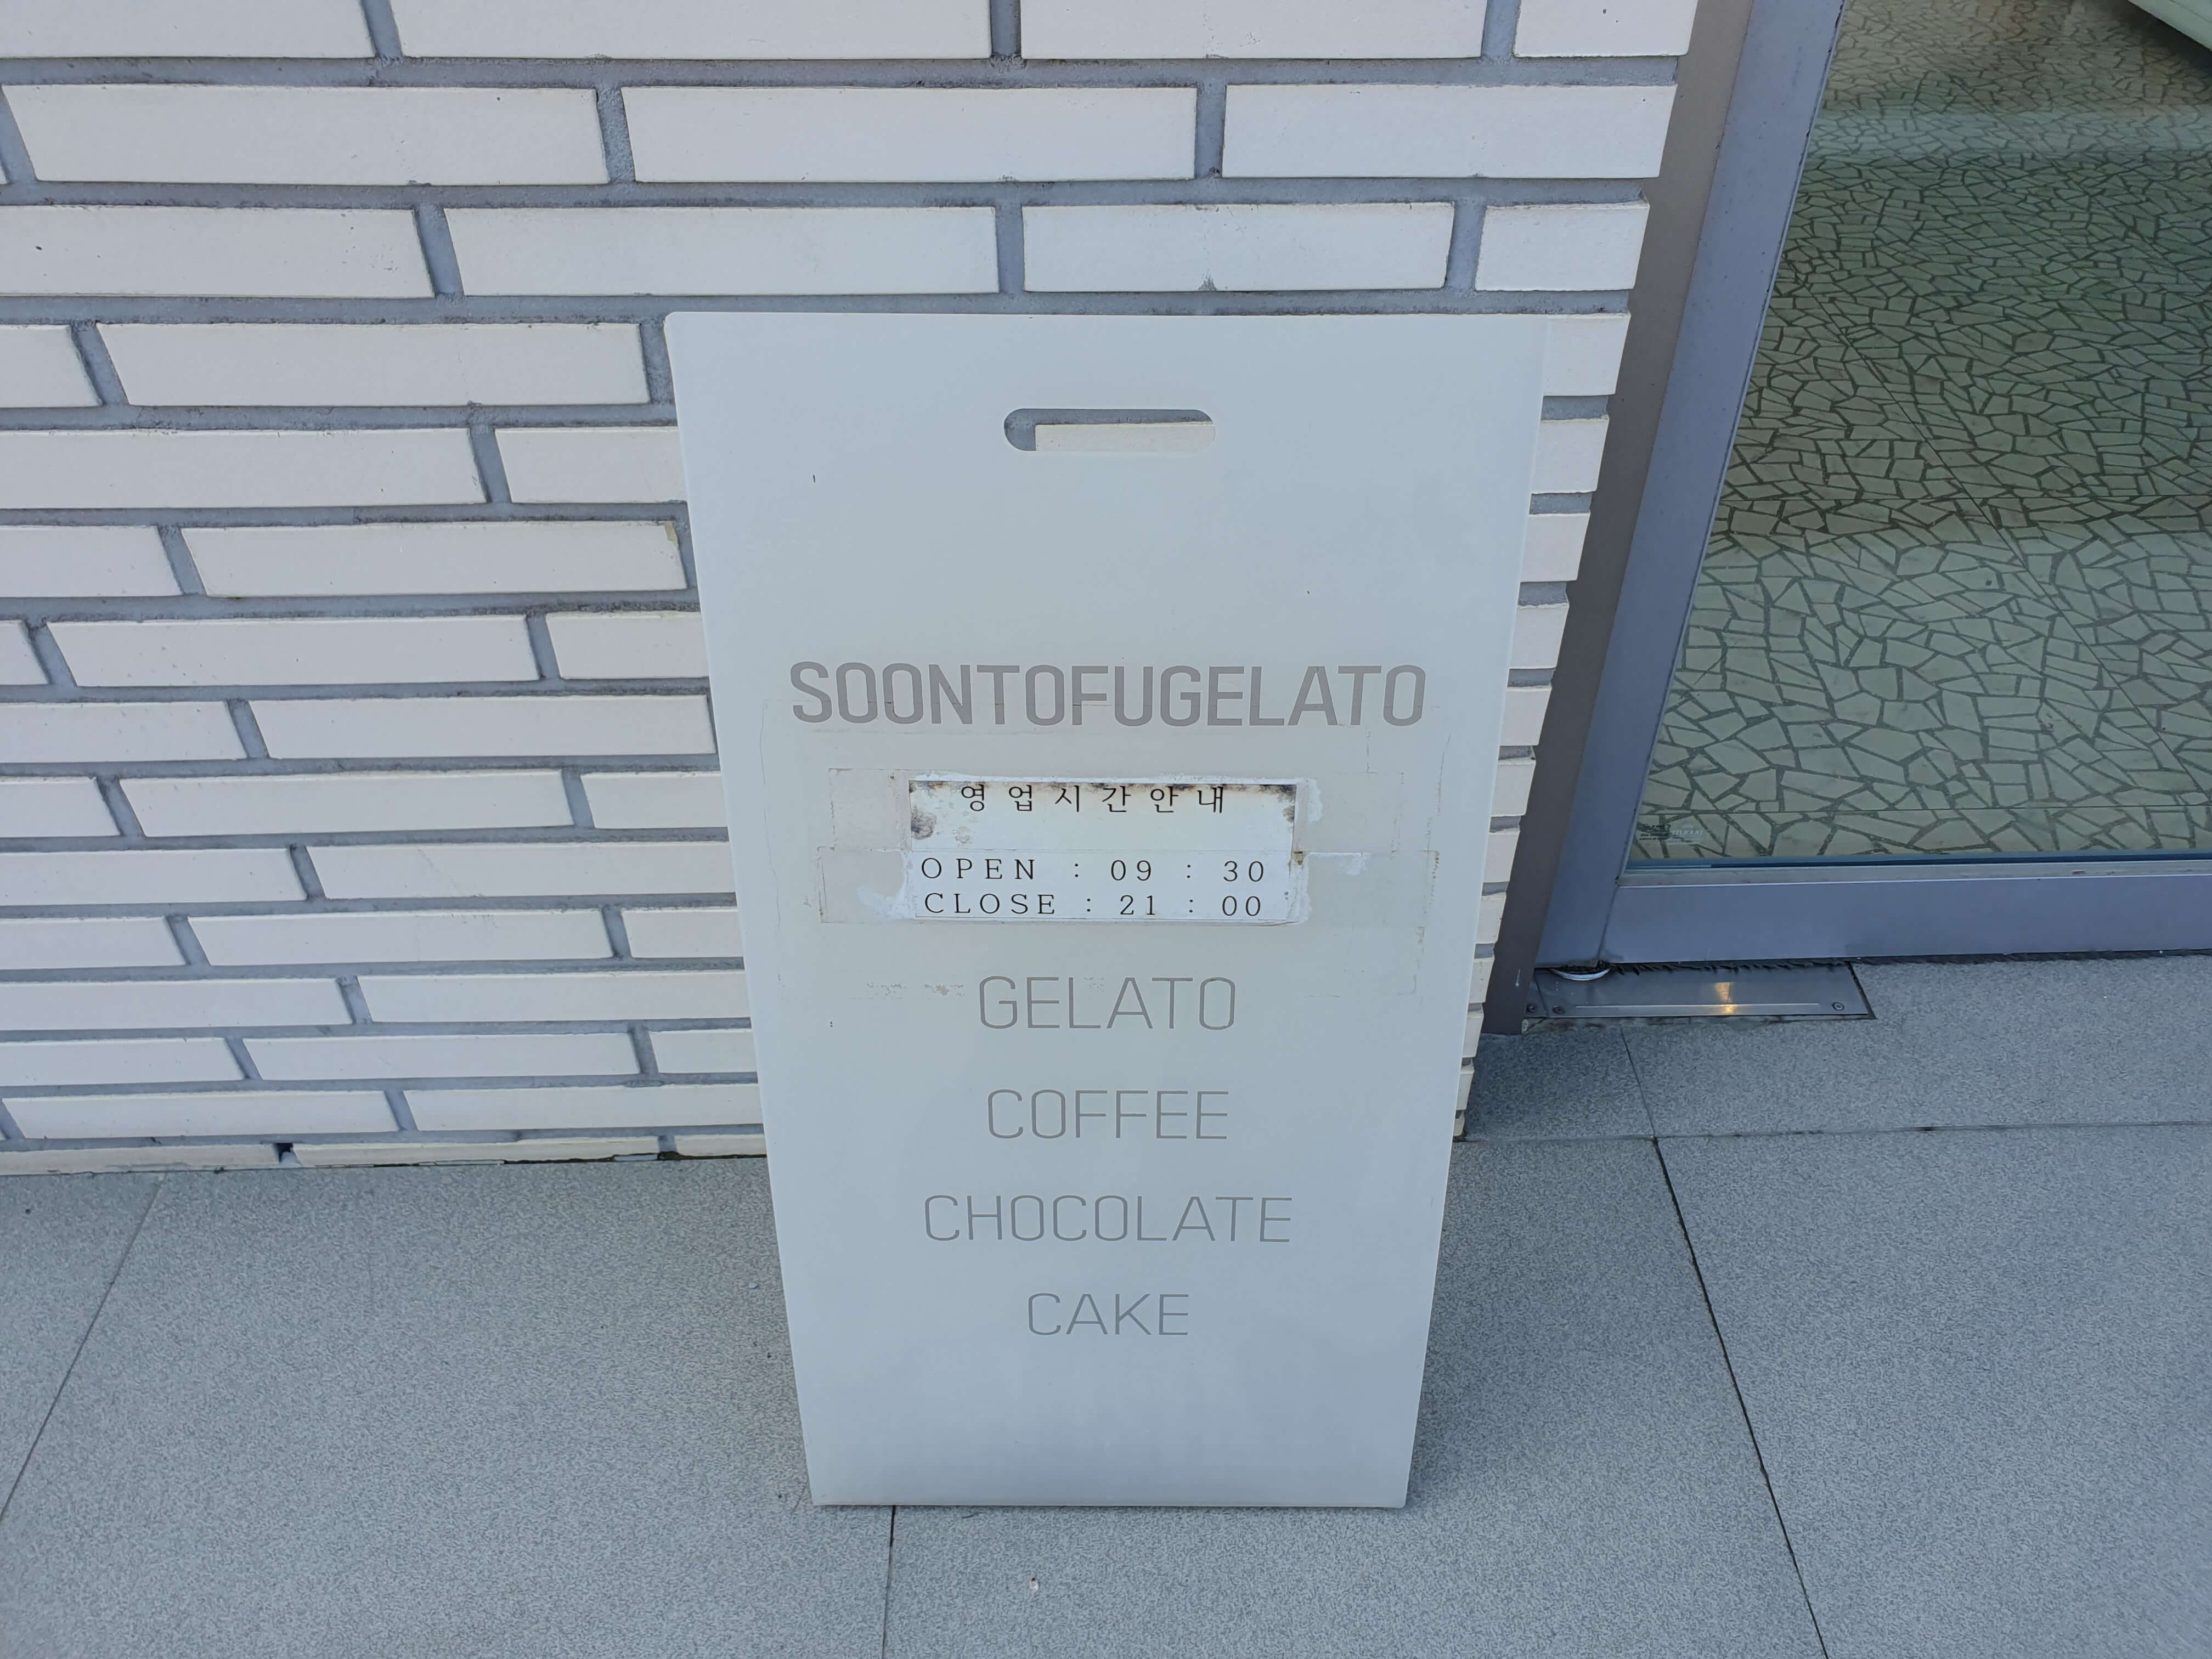 SOONTOFUGELATO
영업시간안내
OPEN : 09 : 30
CLOSE : 21 : 00
GELATO
COFFEE
CHOCOLATE
CAKE